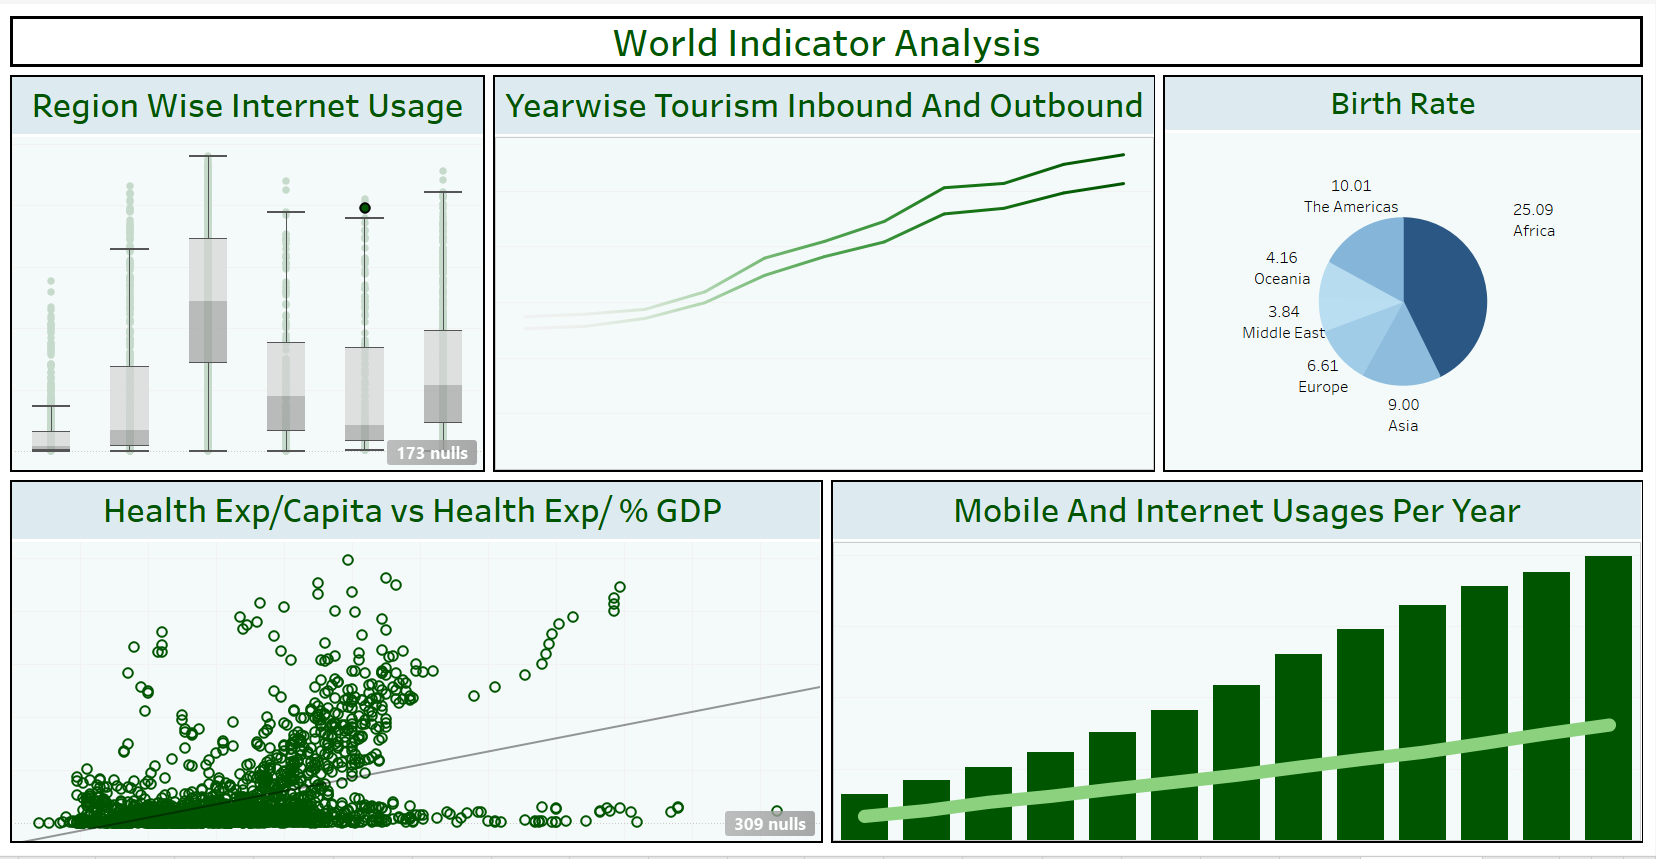 World Indicator Analysis
Region Wise Internet Usage
173 nulls
Yearwise Tourism Inbound And Outbound
Birth Rate
10.01
The Americas
25.09
Africa
4.16
Oceania
3.84
Middle East
6.61
Europe
9.00
Asia
Health Exp/Capita vs Health Exp/ % GDP
309 nulls
Mobile And Internet Usages Per Year